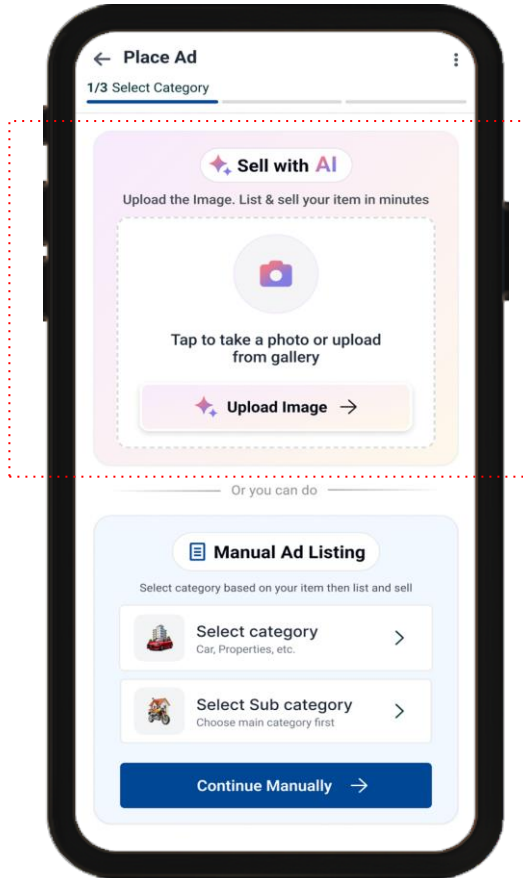 Place Ad
1/3 Select Category
Sell with AI
Upload the Image. List & sell your item in minutes
Tap to take a photo or upload
from gallery
Upload Image
Or you can do
Manual Ad Listing
Select category based on your item then list and sell
Select category
Car, Properties, etc.
Select Sub category
Choose main category first
Continue Manually